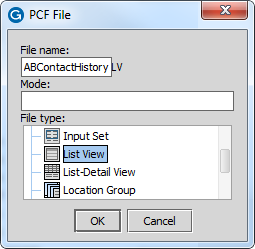 G PCF File
File name:
ABContactHistory LV
Mode:
File type:
Input Set
List View
List-Detail View
Location Group
OK Cancel